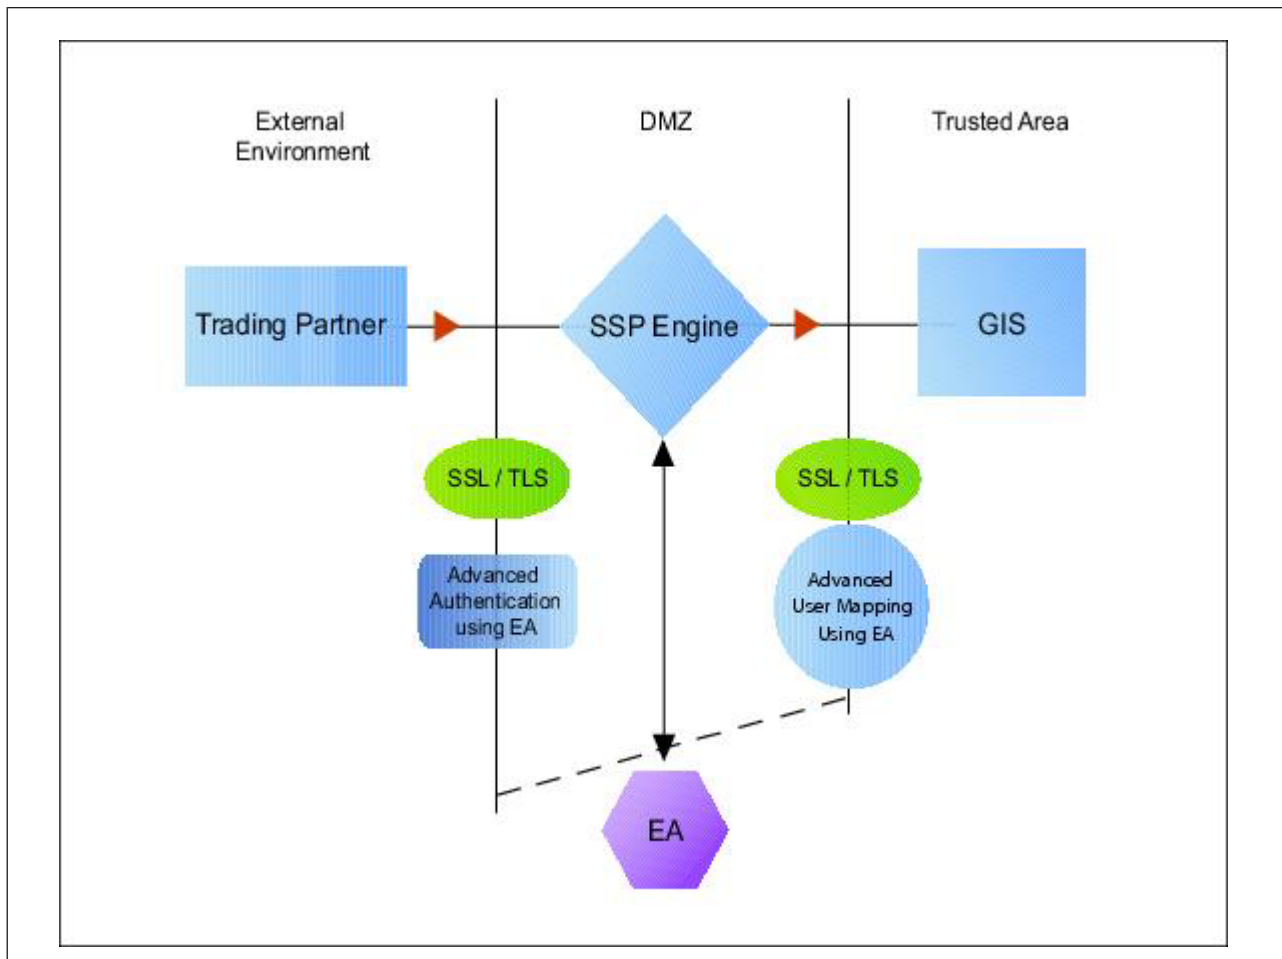 External
Environment
DMZ
Trusted Area
Trading Partner
SSP Engine
GIS
SSL / TLS
SSL / TLS
Advanced
Authentication
using EA
Advanced
User Mapping
Using EA
EA